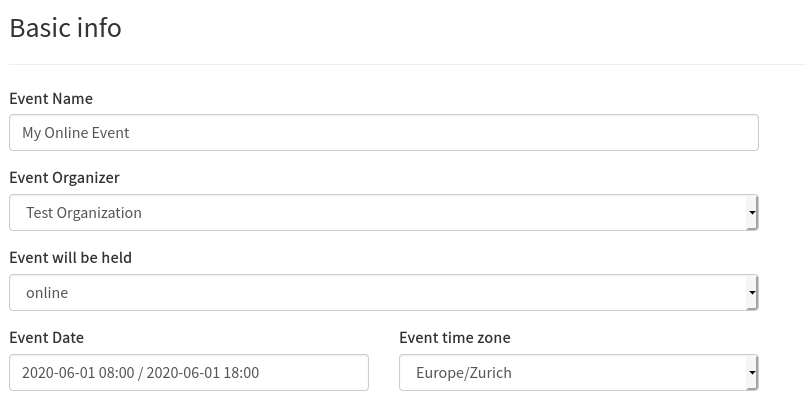 Basic info
Event Name
My Online Event
Event Organizer
Test Organization
Event will be held
online
Event Date
Event time zone
2020-06-01 08:00 / 2020-06-01 18:00
Europe/Zurich